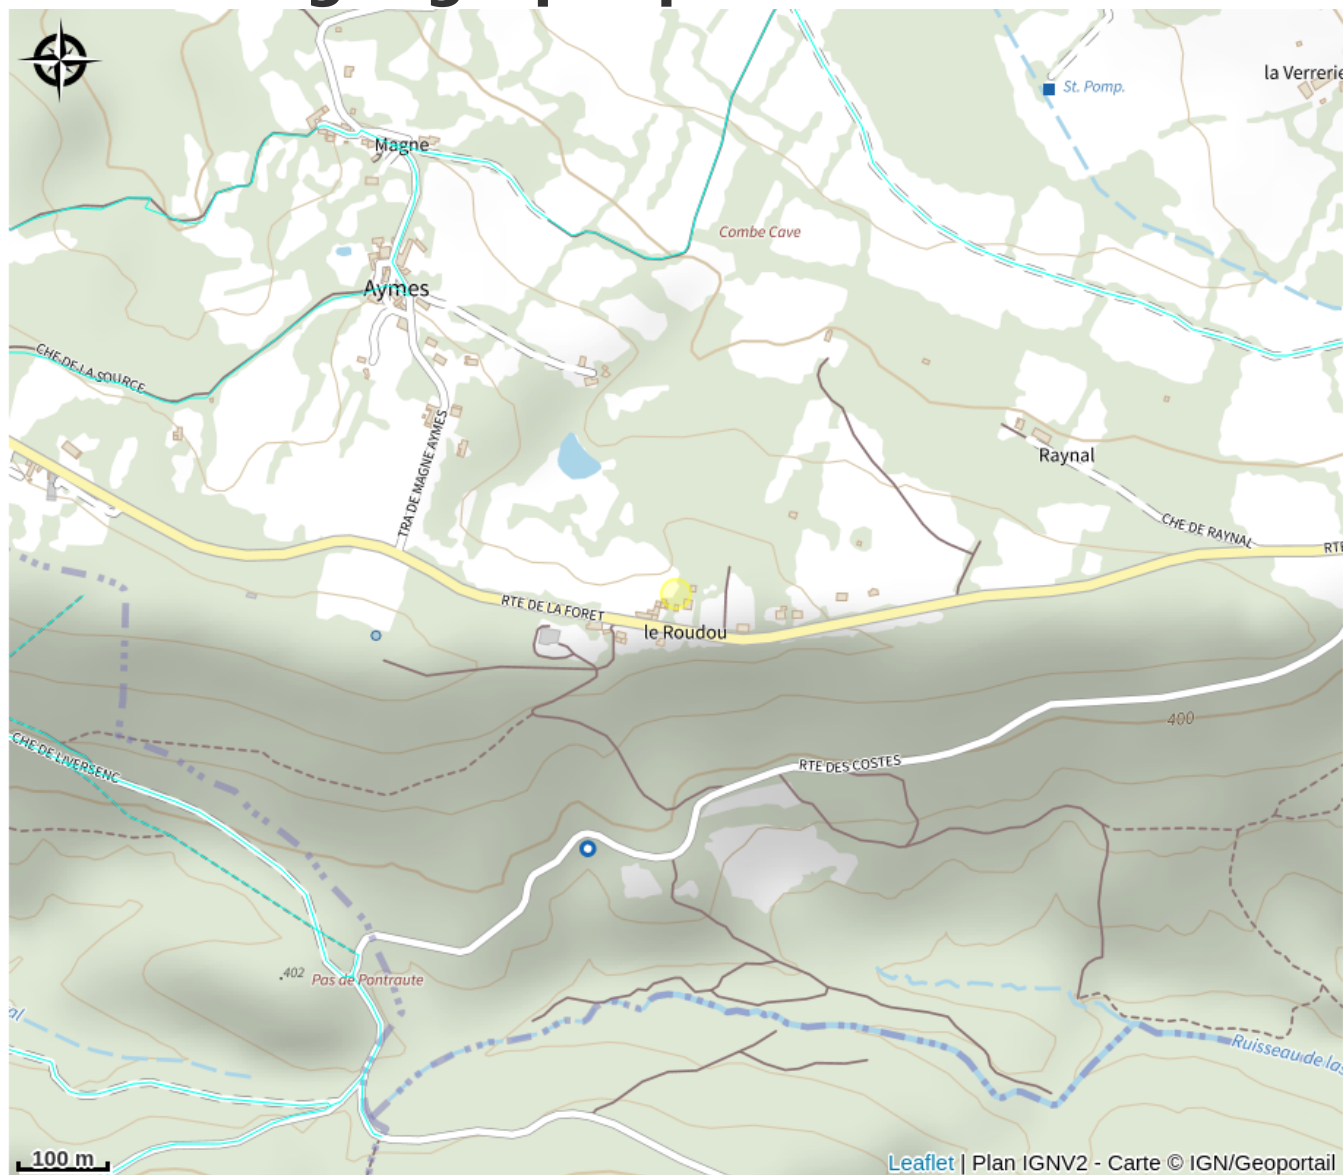 la Verrerie
St. Pomp.
Magne
Combe Cave
Aymes
CHE DE LA SOURCE
TRA DE MAGNE AYMES
Raynal
CHE DE RAYNAL
RTE
RTE DE LA FORET
le Roudou
400
CHE DE LIVERSENC
RTE DES COSTES
.402
Pas de Pontraute
al
Ruisseau de las
100 m
Leaflet | Plan IGNV2 - Carte © IGN/Geoportail